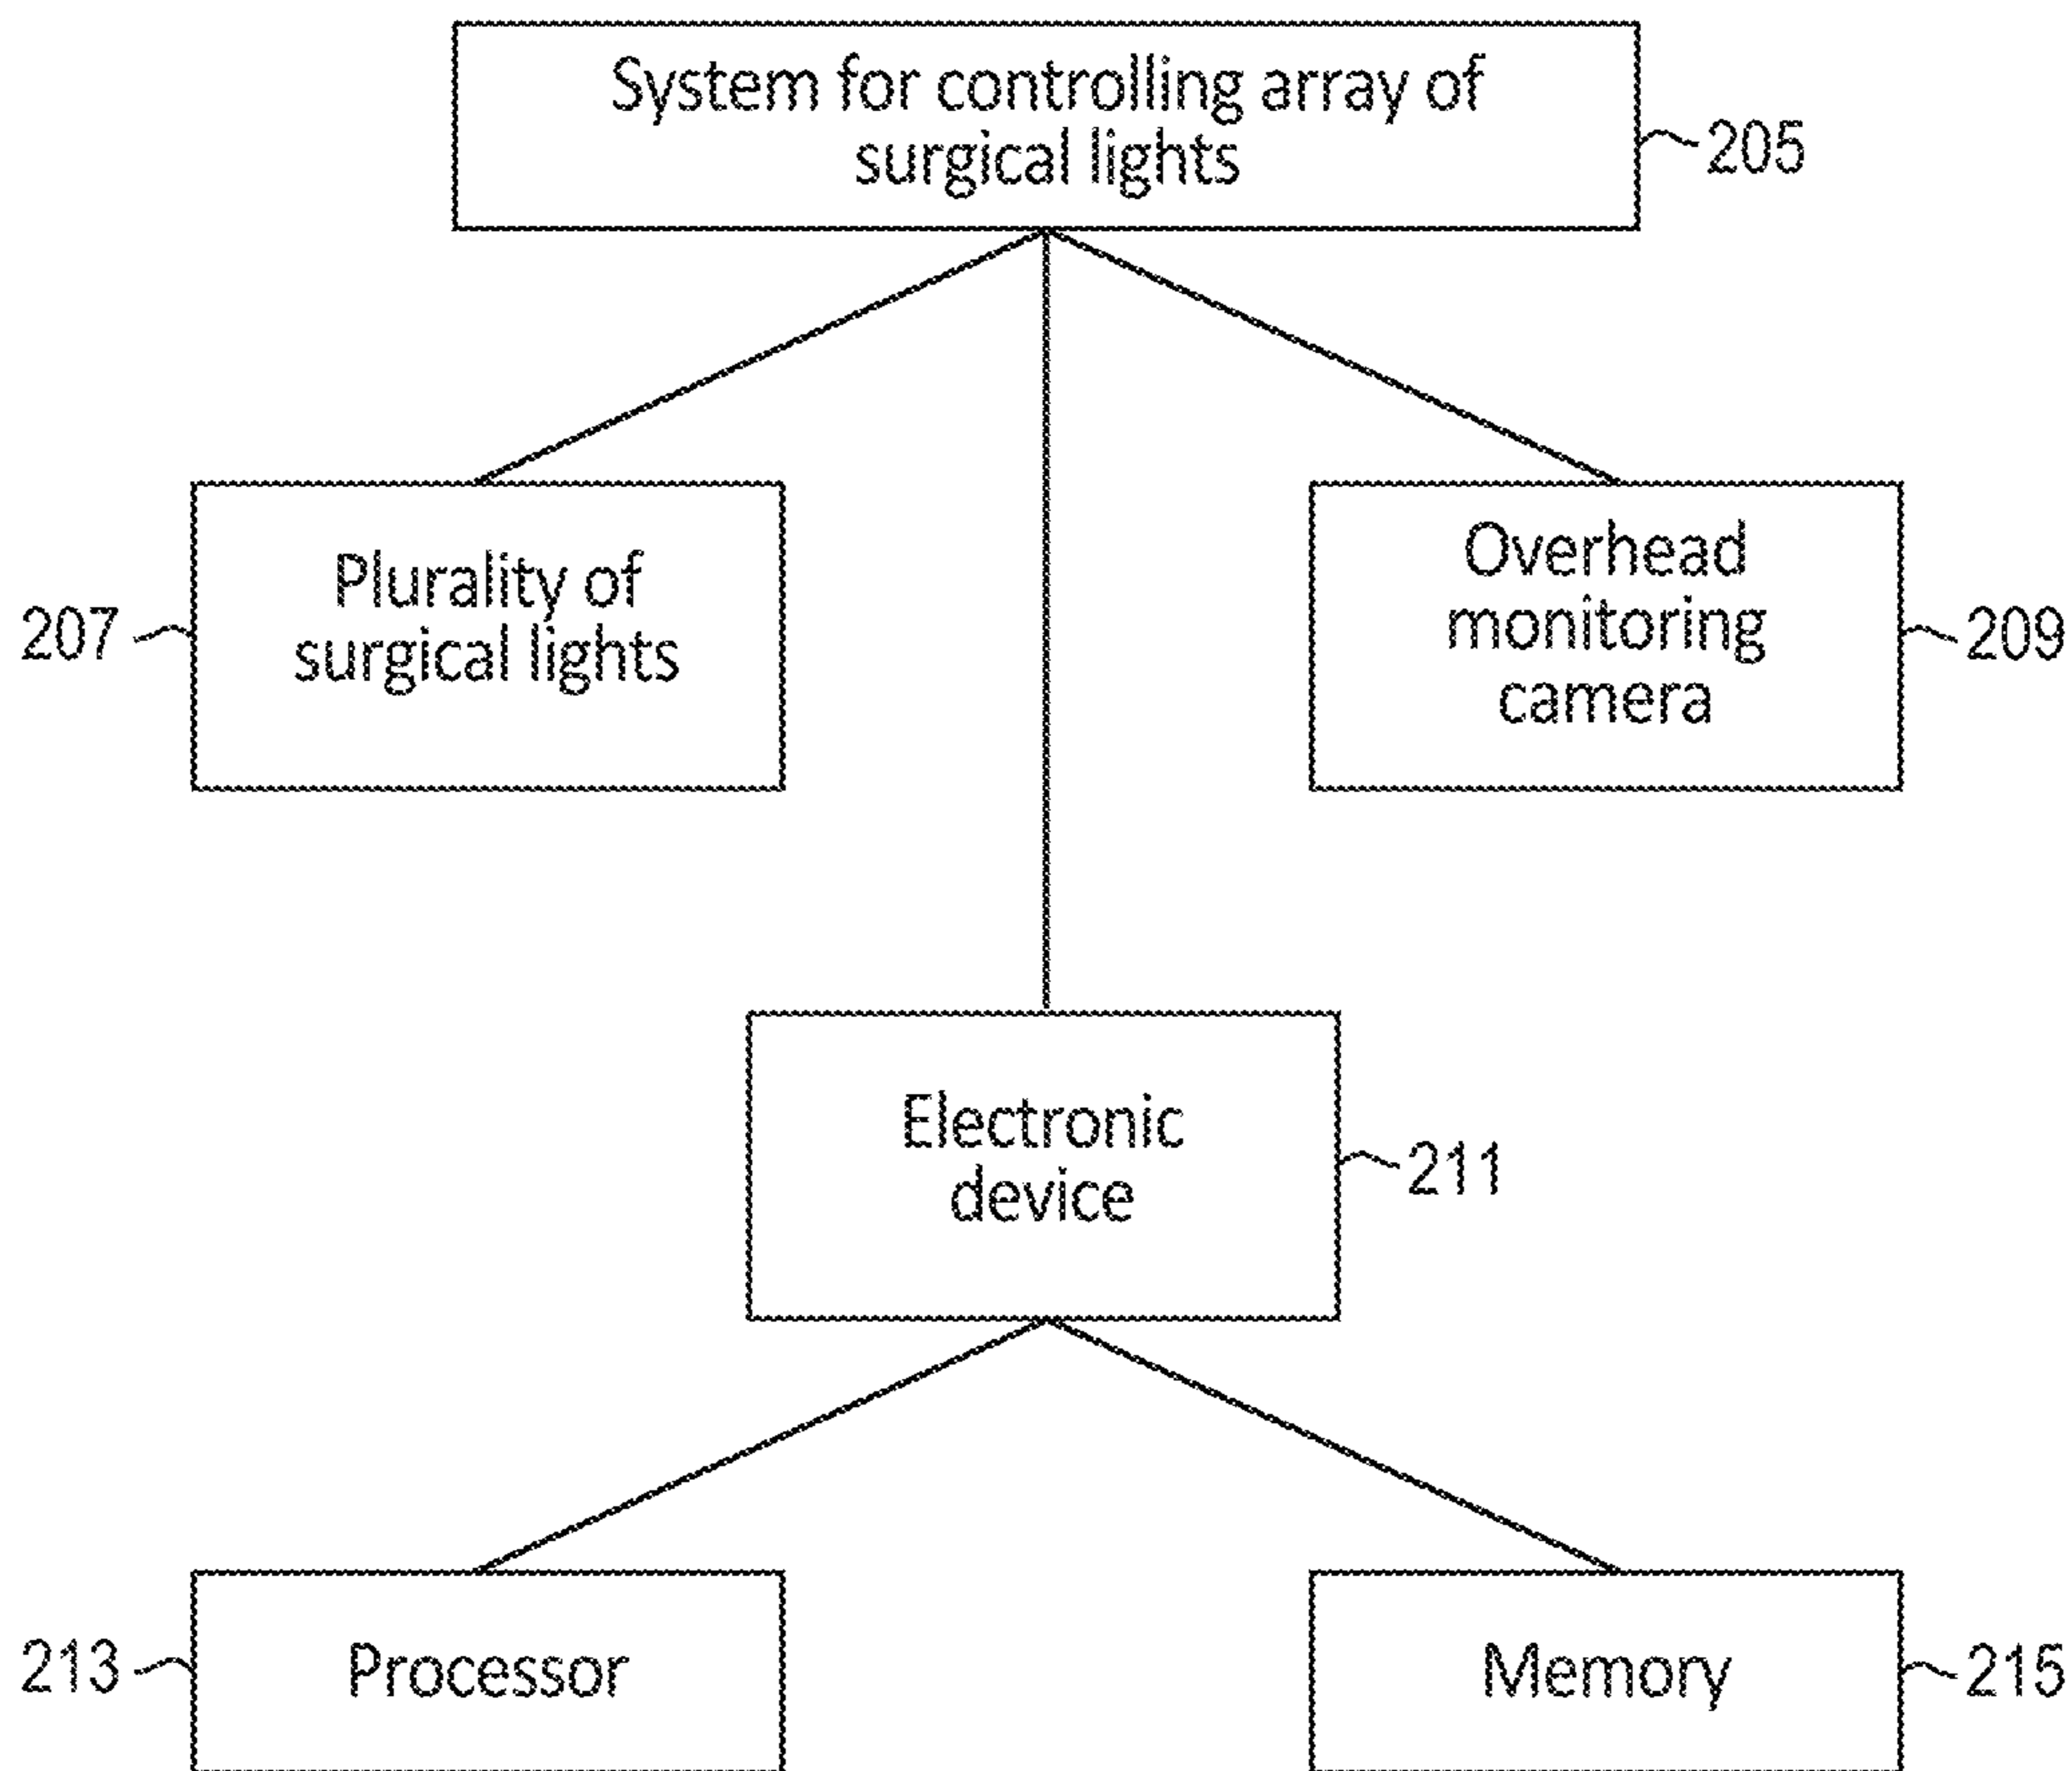 System for controlling array of
surgical lights
205
Plurality of
surgical lights
207
Overhead
monitoring
camera
209
Electronic
device
211
Processor
213
Memory
215